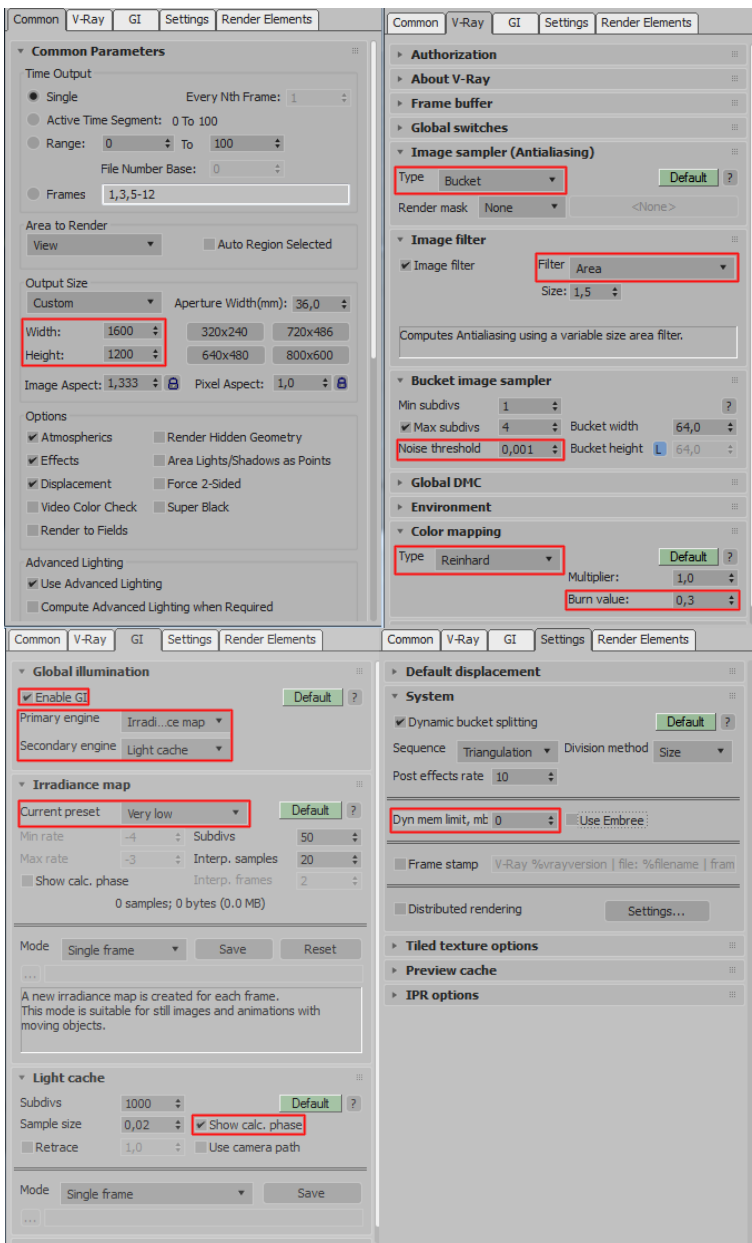 Common V-Ray GI Settings Render Elements
Common Parameters
Time Output
Single Every Nth Frame: 1
Active Time Segment: 0 To 100
Range: 0 To 100
File Number Base: 0
Frames 1,3,5-12
Area to Render
View Auto Region Selected
Output Size
Custom Aperture Width(mm): 36,0
Width: 1600 320x240 720x486
Height: 1200 640x480 800x600
Image Aspect: 1,333 Pixel Aspect: 1,0
Options
Atmospherics Render Hidden Geometry
Effects Area Lights/Shadows as Points
Displacement Force 2-Sided
Video Color Check Super Black
Render to Fields
Advanced Lighting
Use Advanced Lighting
Compute Advanced Lighting when Required
Common V-Ray GI Settings Render Elements
Authorization
About V-Ray
Frame buffer
Global switches
Image sampler (Antialiasing)
Type Bucket Default ?
Render mask None <None>
Image filter
Image filter Filter Area
Size: 1,5
Computes Antialiasing using a variable size area filter.
Bucket image sampler
Min subdivs 1 ?
Max subdivs 4 Bucket width 64,0
Noise threshold 0,001 Bucket height L 64,0
Global DMC
Environment
Color mapping
Type Reinhard Default ?
Multiplier: 1,0
Burn value: 0,3
Common V-Ray GI Settings Render Elements
Global illumination
Enable GI Default ?
Primary engine Irradi...ce map
Secondary engine Light cache
Irradiance map
Current preset Very low Default ?
Min rate -4 Subdivs 50
Max rate -3 Interp. samples 20
Show calc. phase Interp. frames 2
0 samples; 0 bytes (0.0 MB)
Mode Single frame Save Reset
...
A new irradiance map is created for each frame.
This mode is suitable for still images and animations with
moving objects.
Light cache
Subdivs 1000 Default ?
Sample size 0,02 Show calc. phase
Retrace 1,0 Use camera path
Mode Single frame Save
...
Common V-Ray GI Settings Render Elements
Default displacement
System
Dynamic bucket splitting Default ?
Sequence Triangulation Division method Size
Post effects rate 10
Dyn mem limit, mb 0 Use Embree
Frame stamp V-Ray %vrayversion | file: %filename | fram
Distributed rendering Settings...
Tiled texture options
Preview cache
IPR options